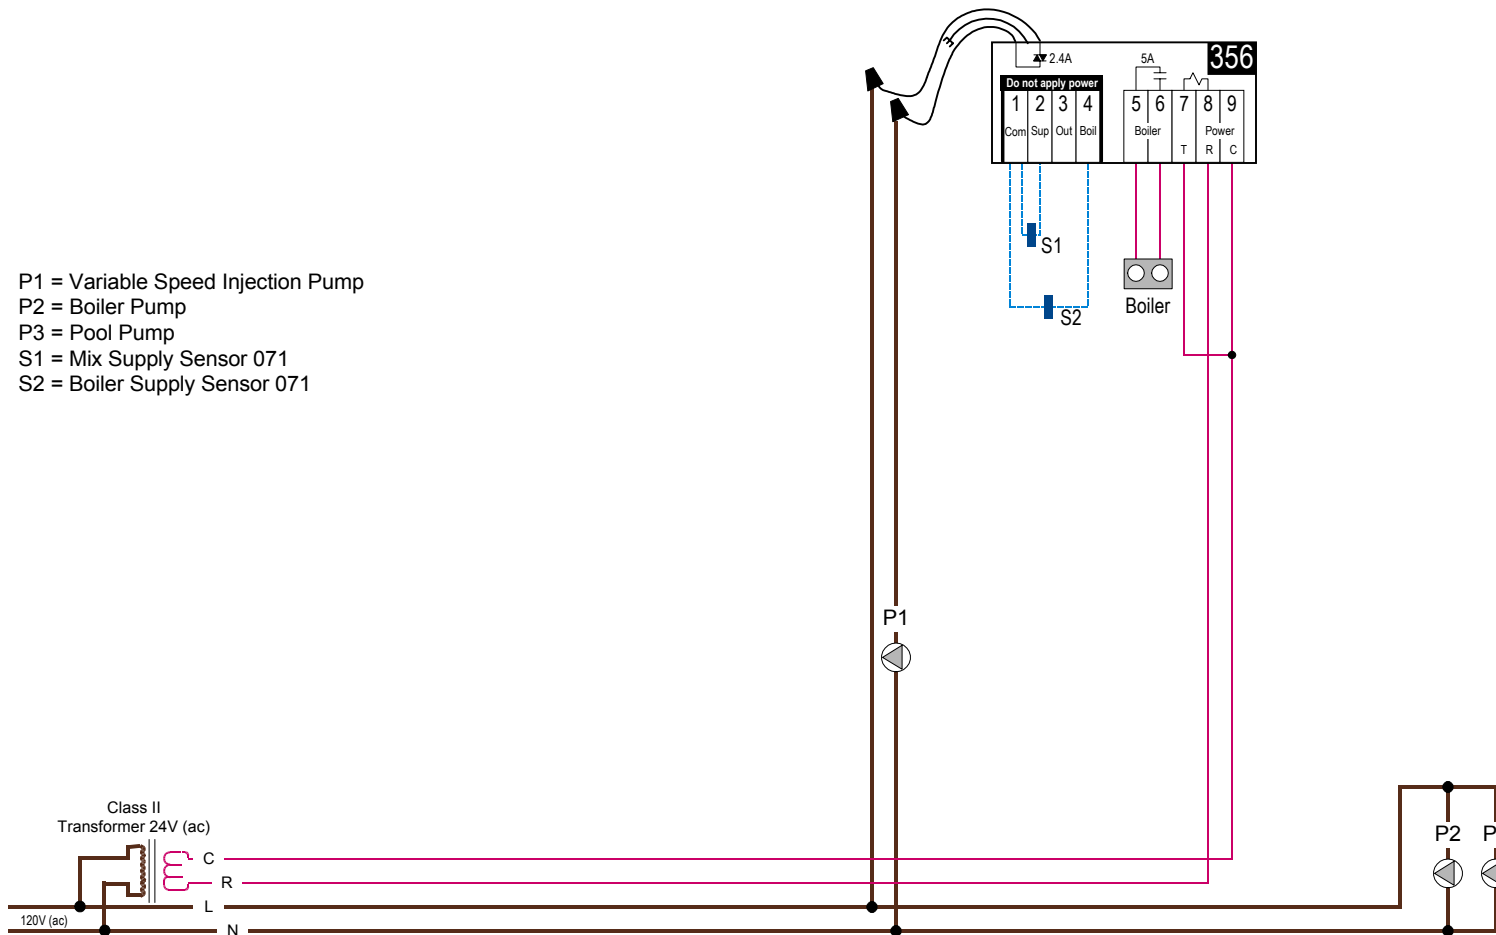 2.4A
5A
356
Do not apply power
1 2 3 4
5 6 7 8 9
Com Sup Out Boil
Boiler
Power
T R C
S1
S2
Boiler
P1 = Variable Speed Injection Pump
P2 = Boiler Pump
P3 = Pool Pump
S1 = Mix Supply Sensor 071
S2 = Boiler Supply Sensor 071
P1
Class II
Transformer 24V (ac)
C
R
L
120V (ac)
N
P2
P